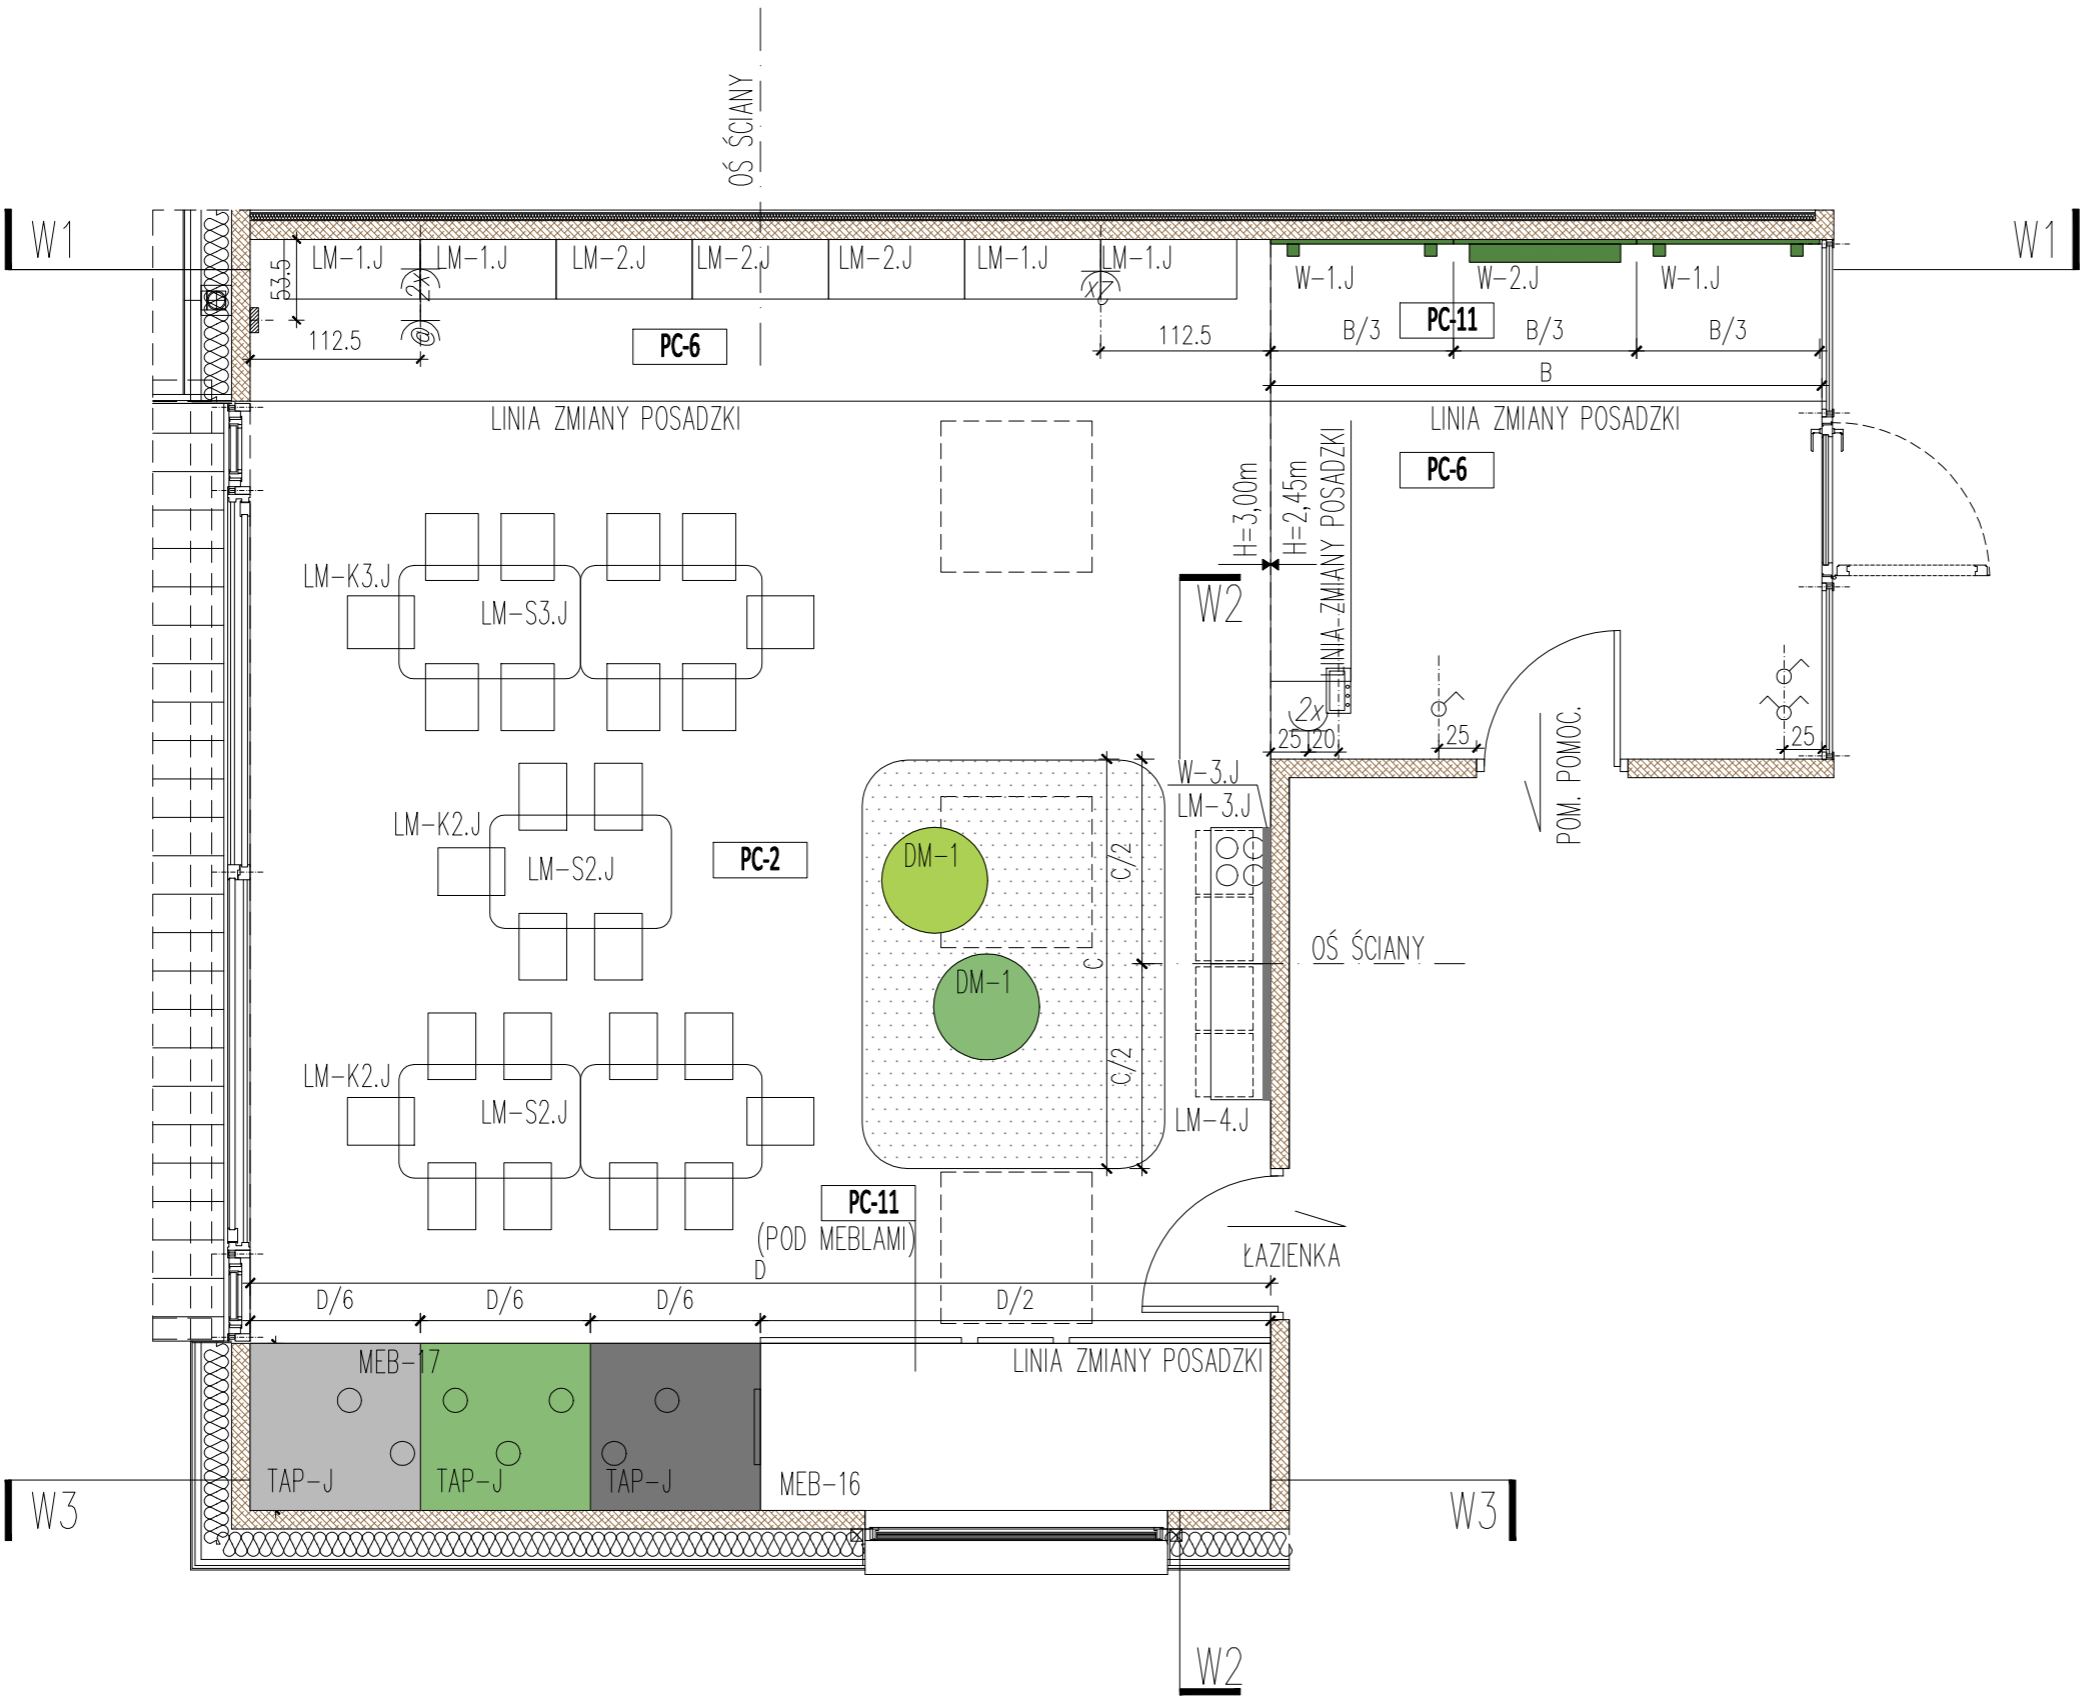 OŚ ŚCIANY
W1
W1
LM-1.J
LM-1.J
LM-2.J
LM-2.J
LM-2.J
LM-1.J
LM-1.J
W-1.J
W-2.J
W-1.J
53.5
2x
2x
@
112.5
PC-6
112.5
PC-11
B/3
B/3
B/3
B
LINIA ZMIANY POSADZKI
LINIA ZMIANY POSADZKI
PC-6
H=3,00m
H=2,45m
LINIA ZMIANY POSADZKI
LM-K3.J
LM-S3.J
W2
2x
25
20
25
25
POM. POMOC.
W-3.J
LM-3.J
LM-K2.J
LM-S2.J
PC-2
DM-1
C/2
OŚ ŚCIANY
C
DM-1
C/2
LM-K2.J
LM-S2.J
LM-4.J
PC-11
(POD MEBLAMI)
ŁAZIENKA
D
D/6
D/6
D/6
D/2
MEB-17
LINIA ZMIANY POSADZKI
TAP-J
TAP-J
TAP-J
MEB-16
W3
W3
W2